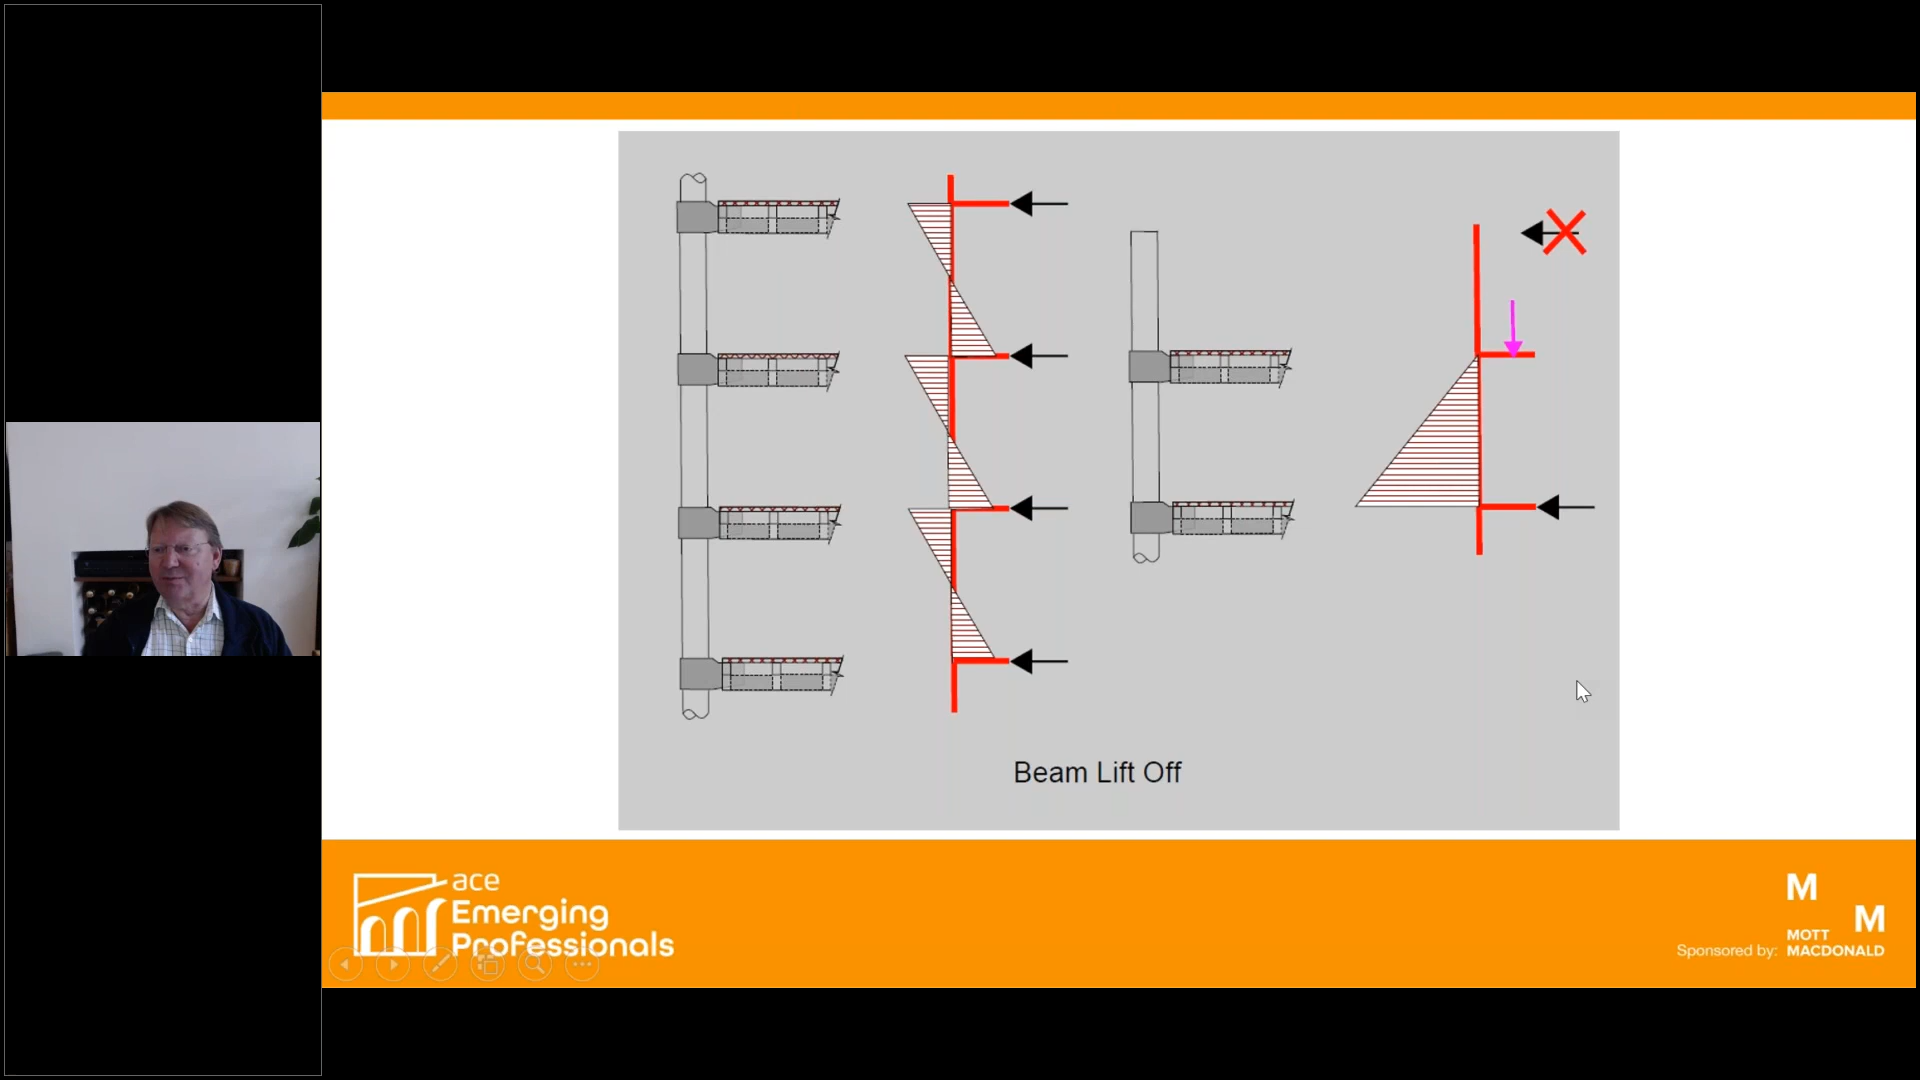 Beam Lift Off
ace
Emerging
Professionals
M
M
Sponsored by: MOTT
MACDONALD